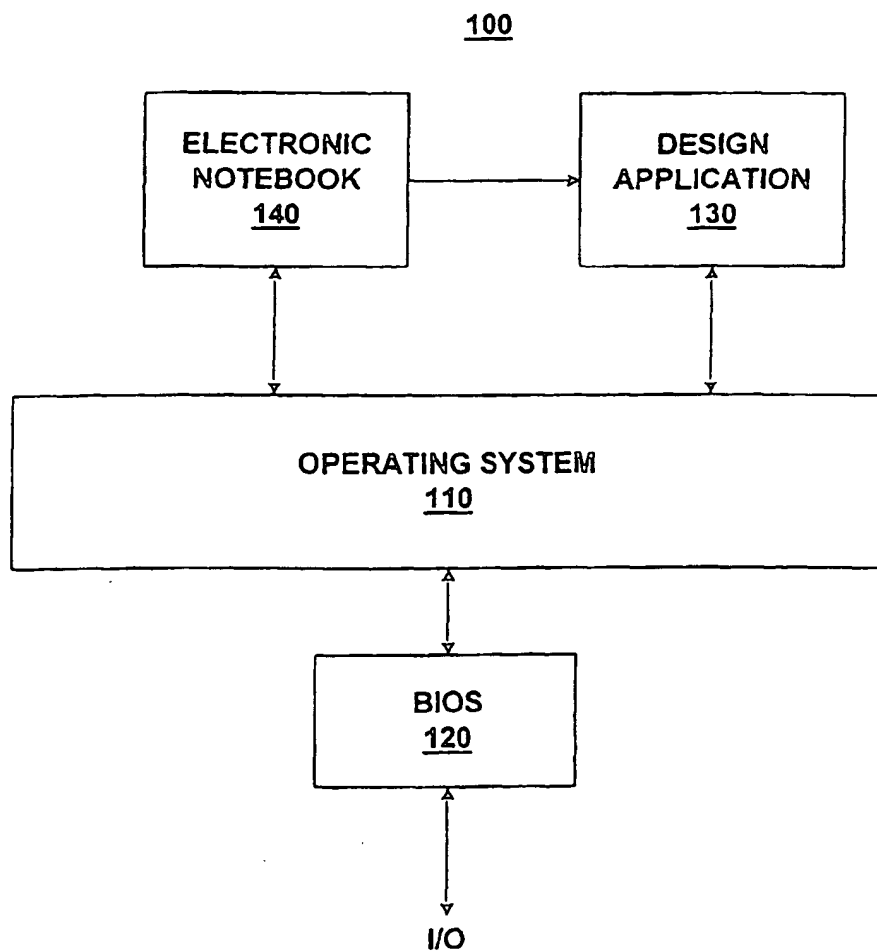 100
ELECTRONIC
NOTEBOOK
140
DESIGN
APPLICATION
130
OPERATING SYSTEM
110
BIOS
120
I/O